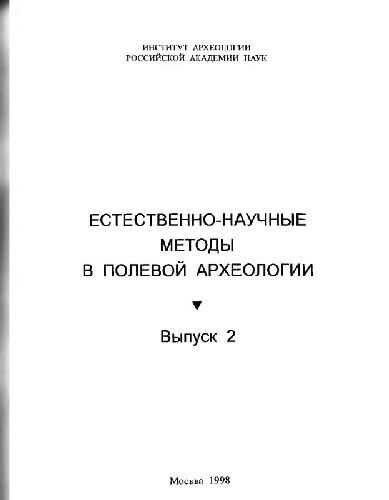 ИНСТИТУТ АРХЕОЛОГИИ
РОССИЙСКОЙ АКАДЕМИИ НАУК
ЕСТЕСТВЕННО-НАУЧНЫЕ
МЕТОДЫ
В ПОЛЕВОЙ АРХЕОЛОГИИ
Выпуск 2
Москва 1998